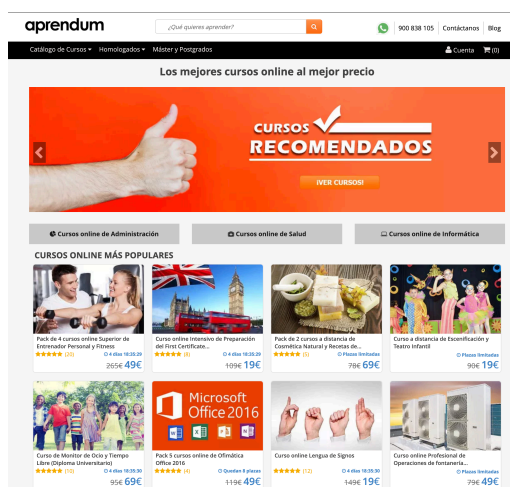 aprendum
¿Qué quieres aprender?
900 838 105
Contáctanos
Blog
Catálogo de Cursos
Homologados
Máster y Postgrados
Cuenta
(0)
Los mejores cursos online al mejor precio
CURSOS
RECOMENDADOS
¡VER CURSOS!
Cursos online de Administración
Cursos online de Salud
Cursos online de Informática
CURSOS ONLINE MÁS POPULARES
Pack de 4 cursos online Superior de
Entrenador Personal y Fitness
(20)
4 días 18:35:29
265€ 49€
Curso online Intensivo de Preparación
del First Certificate...
(8)
4 días 18:35:29
109€ 19€
Pack de 2 cursos a distancia de
Cosmética Natural y Recetas de...
(5)
Plazas limitadas
78€ 69€
Curso a distancia de Escenificación y
Teatro Infantil
Plazas limitadas
90€ 19€
Curso de Monitor de Ocio y Tiempo
Libre (Diploma Universitario)
(10)
4 días 18:35:30
95€ 69€
Microsoft
Office 2016
Pack 5 cursos online de Ofimática
Office 2016
(4)
Quedan 8 plazas
119€ 49€
Curso online Lengua de Signos
(12)
4 días 18:35:30
149€ 19€
Curso online Profesional de
Operaciones de fontanería...
Plazas limitadas
79€ 49€